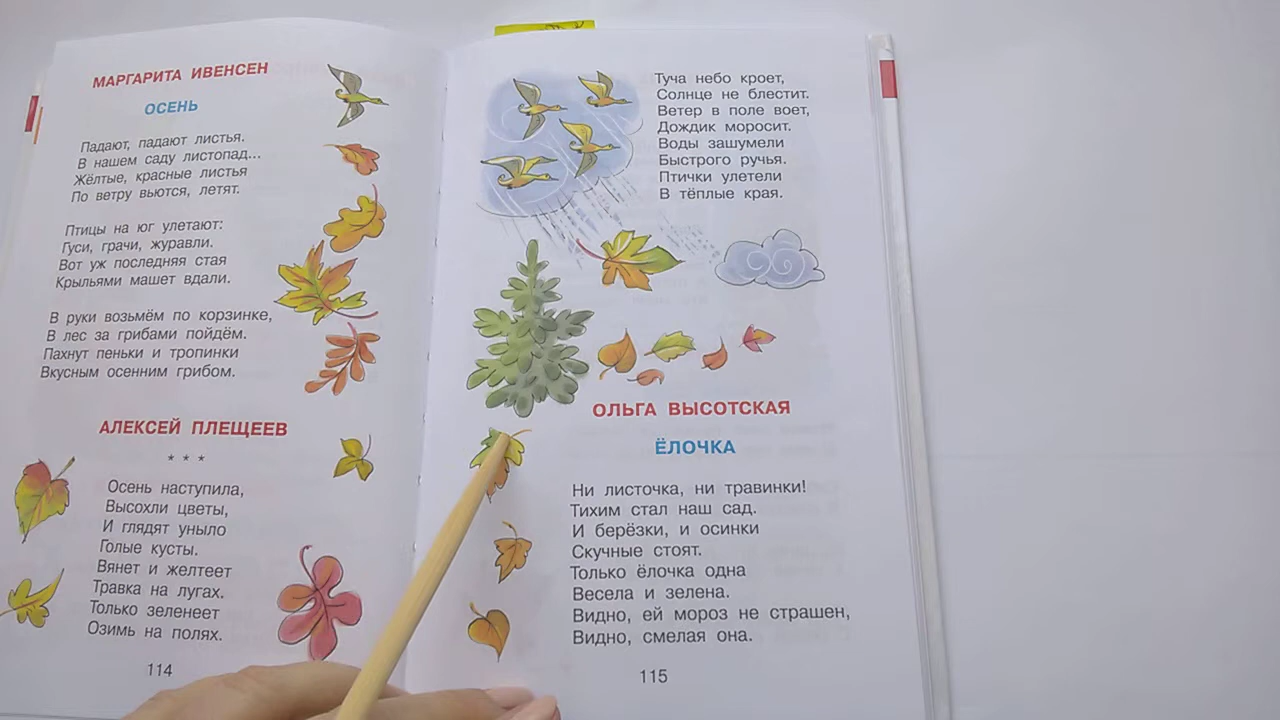 МАРГАРИТА ИВЕНСЕН
ОСЕНЬ
Падают, падают листья.
В нашем саду листопад...
Жёлтые, красные листья
По ветру вьются, летят.
Птицы на юг улетают:
Гуси, грачи, журавли.
Вот уж последняя стая
Крыльями машет вдали.
В руки возьмём по корзинке,
В лес за грибами пойдём.
Пахнут пеньки и тропинки
Вкусным осенним грибом.
АЛЕКСЕЙ ПЛЕЩЕЕВ
* * *
Осень наступила,
Высохли цветы,
И глядят уныло
Голые кусты.
Вянет и желтеет
Травка на лугах.
Только зеленеет
Озимь на полях.
114
Туча небо кроет,
Солнце не блестит.
Ветер в поле воет,
Дождик моросит.
Воды зашумели
Быстрого ручья.
Птички улетели
В тёплые края.
ОЛЬГА ВЫСОТСКАЯ
ЁЛОЧКА
Ни листочка, ни травинки!
Тихим стал наш сад.
И берёзки, и осинки
Скучные стоят.
Только ёлочка одна
Весела и зелена.
Видно, ей мороз не страшен,
Видно, смелая она.
115